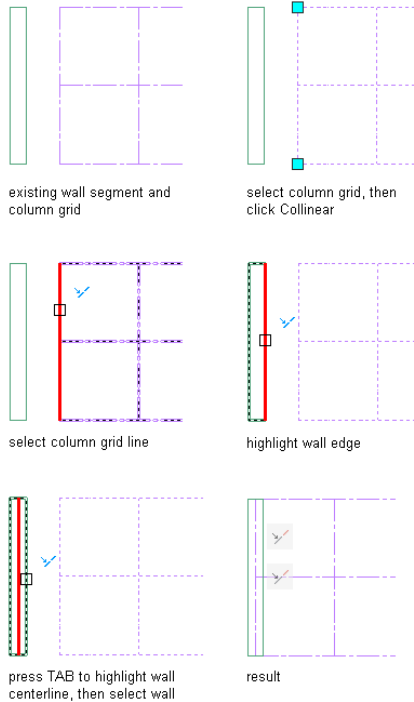 existing wall segment and
column grid
select column grid, then
click Collinear
select column grid line
highlight wall edge
press TAB to highlight wall
centerline, then select wall
result